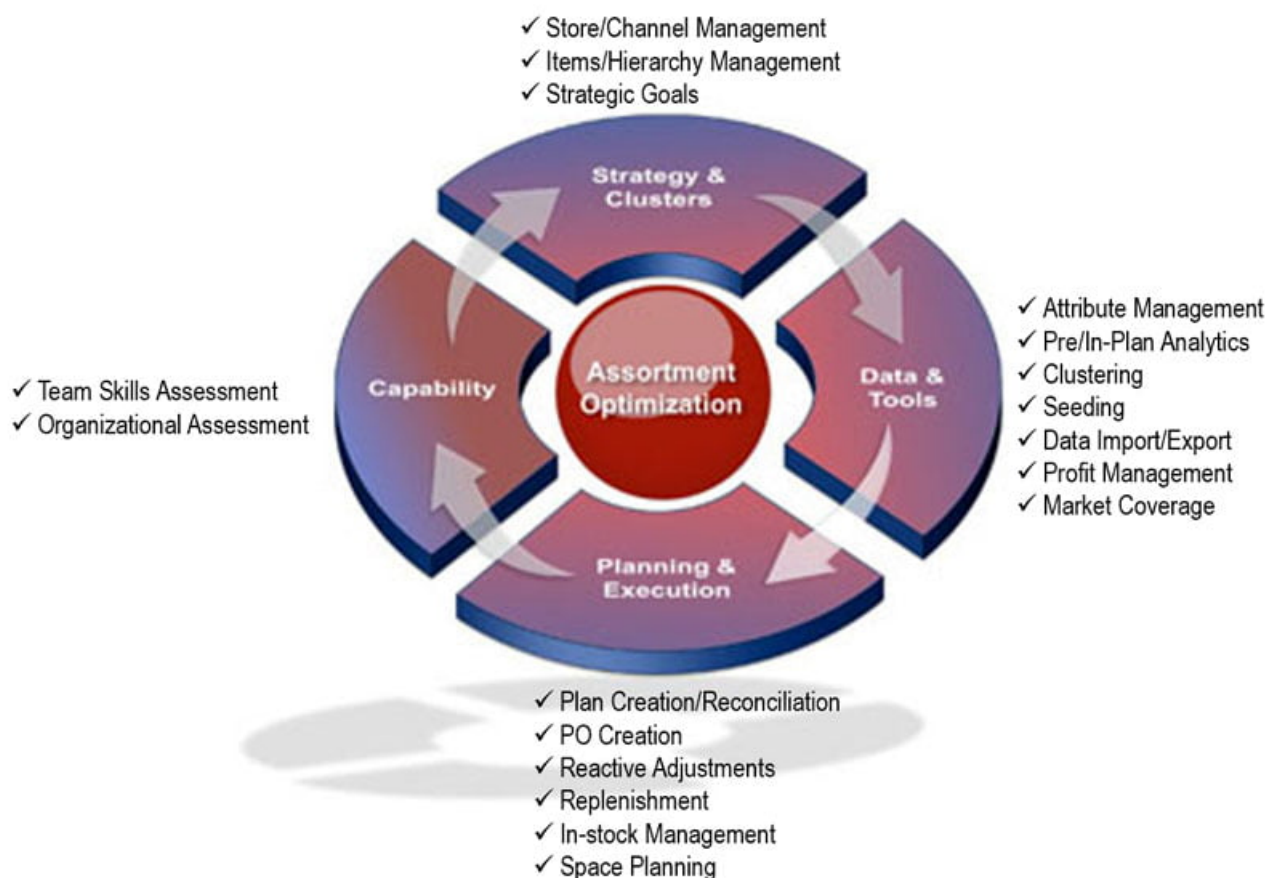 ✓ Store/Channel Management
✓ Items/Hierarchy Management
✓ Strategic Goals
Strategy &
Clusters
✓ Team Skills Assessment
✓ Organizational Assessment
Capability
Assortment
Optimization
Data &
Tools
✓ Attribute Management
✓ Pre/In-Plan Analytics
✓ Clustering
✓ Seeding
✓ Data Import/Export
✓ Profit Management
✓ Market Coverage
Planning &
Execution
✓ Plan Creation/Reconciliation
✓ PO Creation
✓ Reactive Adjustments
✓ Replenishment
✓ In-stock Management
✓ Space Planning